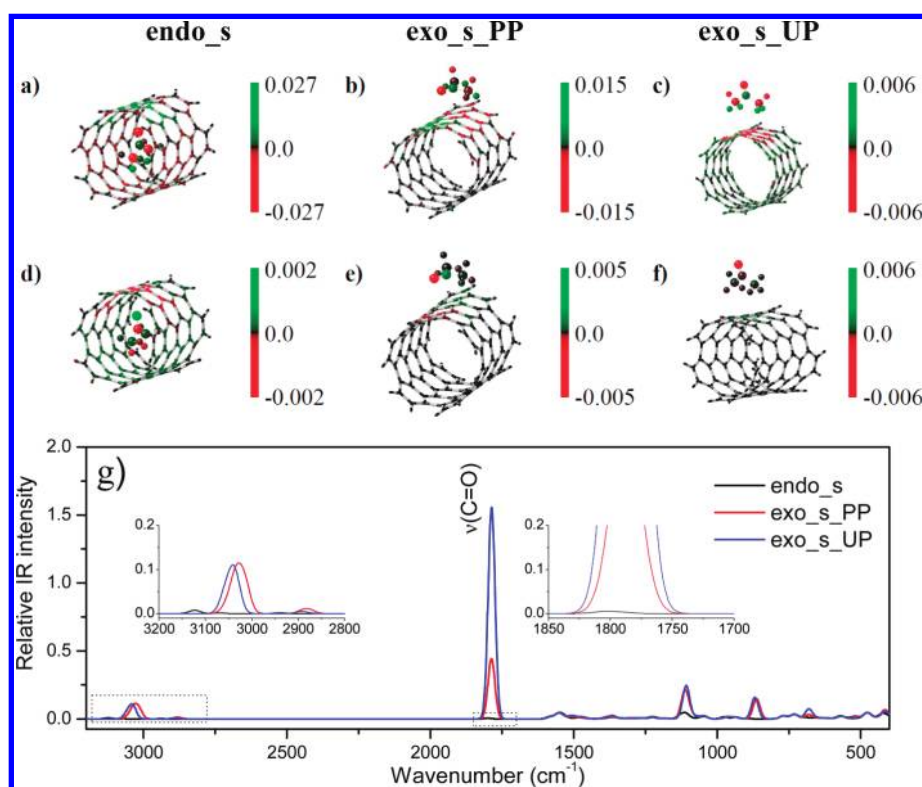 endo_s exo_s_PP exo_s_UP
a) 0.027 b) 0.015 c) 0.006
0.0 0.0 0.0
-0.027 -0.015 -0.006
d) 0.002 e) 0.005 f) 0.006
0.0 0.0 0.0
-0.002 -0.005 -0.006
g)
Relative IR intensity
2.0
1.5
1.0
0.5
0.0
ν(C=O)
endo_s
exo_s_PP
exo_s_UP
0.2
0.1
0.0
3200 3100 3000 2900 2800
0.2
0.1
0.0
1850 1800 1750 1700
3000 2500 2000 1500 1000 500
Wavenumber (cm⁻¹)